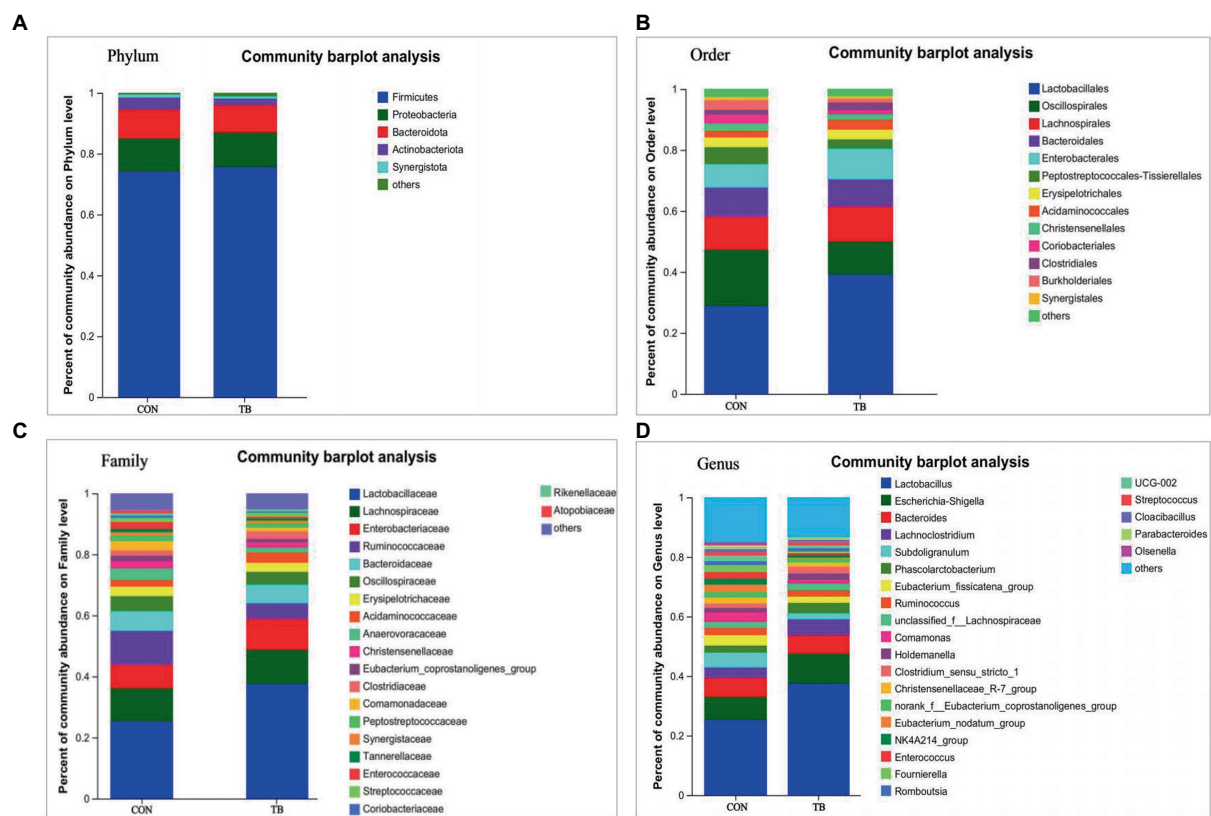 A
Phylum
Community barplot analysis
Percent of community abundance on Phylum level
1
0.8
0.6
0.4
0.2
0
CON
TB
Firmicutes
Proteobacteria
Bacteroidota
Actinobacteriota
Synergistota
others
B
Order
Community barplot analysis
Percent of community abundance on Order level
1
0.8
0.6
0.4
0.2
0
CON
TB
Lactobacillales
Oscillospirales
Lachnospirales
Bacteroidales
Enterobacterales
Peptostreptococcales-Tissierellales
Erysipelotrichales
Acidaminococcales
Christensenellales
Coriobacteriales
Clostridiales
Burkholderiales
Synergistales
others
C
Family
Community barplot analysis
Percent of community abundance on Family level
1
0.8
0.6
0.4
0.2
0
CON
TB
Lactobacillaceae
Lachnospiraceae
Enterobacteriaceae
Ruminococcaceae
Bacteroidaceae
Oscillospiraceae
Erysipelotrichaceae
Acidaminococcaceae
Anaerovoracaceae
Christensenellaceae
Eubacterium_coprostanoligenes_group
Clostridiaceae
Comamonadaceae
Peptostreptococcaceae
Synergistaceae
Tannerellaceae
Enterococcaceae
Streptococcaceae
Coriobacteriaceae
Rikenellaceae
Atopobiaceae
others
D
Genus
Community barplot analysis
Percent of community abundance on Genus level
1
0.8
0.6
0.4
0.2
0
CON
TB
Lactobacillus
Escherichia-Shigella
Bacteroides
Lachnoclostridium
Subdoligranulum
Phascolarctobacterium
Eubacterium_fissicatena_group
Ruminococcus
unclassified_f__Lachnospiraceae
Comamonas
Holdemanella
Clostridium_sensu_stricto_1
Christensenellaceae_R-7_group
norank_f__Eubacterium_coprostanoligenes_group
Eubacterium_nodatum_group
NK4A214_group
Enterococcus
Fournierella
Romboutsia
UCG-002
Streptococcus
Cloacibacillus
Parabacteroides
Olsenella
others